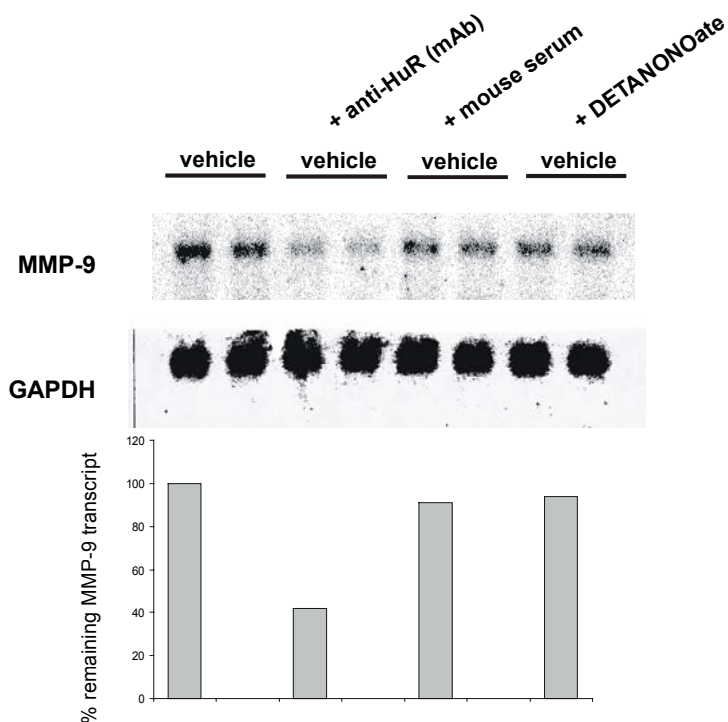 + anti-HuR (mAb)
+ mouse serum
+ DETANONOate
vehicle vehicle vehicle vehicle
MMP-9
GAPDH
% remaining MMP-9 transcript
120
100
80
60
40
20
0